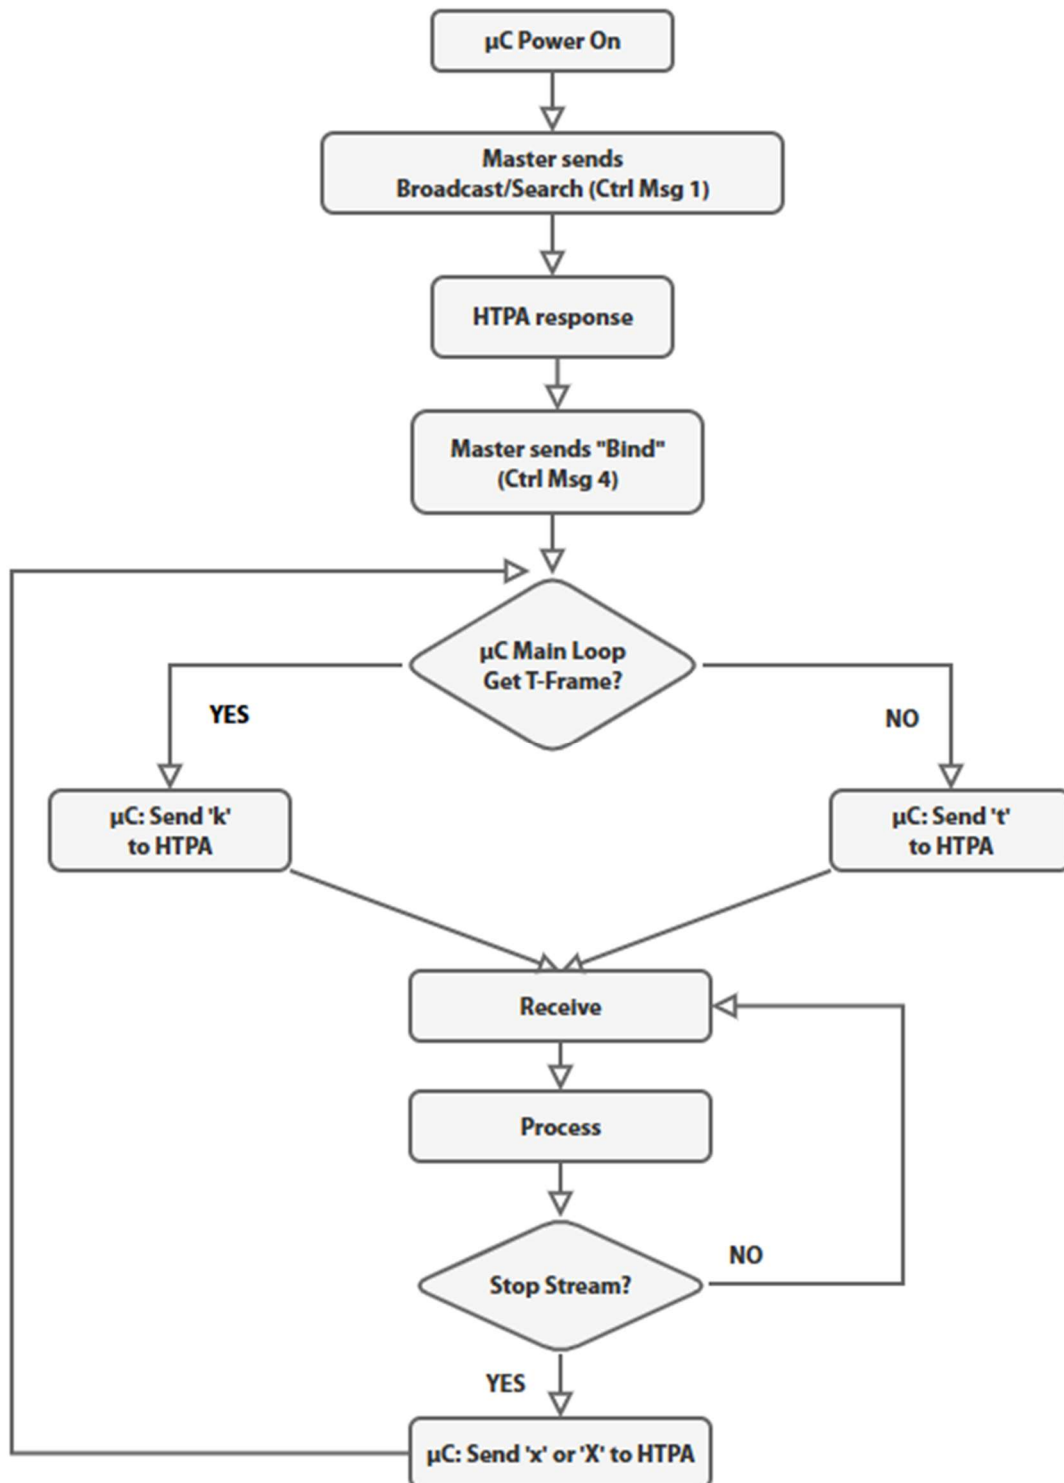 µC Power On
Master sends
Broadcast/Search (Ctrl Msg 1)
HTPA response
Master sends "Bind"
(Ctrl Msg 4)
µC Main Loop
Get T-Frame?
YES
NO
µC: Send 'k'
to HTPA
µC: Send 't'
to HTPA
Receive
Process
Stop Stream?
NO
YES
µC: Send 'x' or 'X' to HTPA